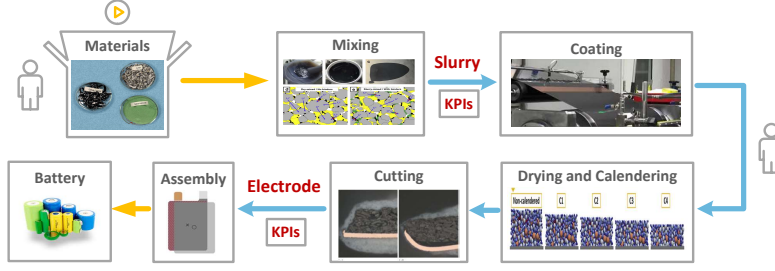 Materials
Mixing
Slurry
KPIs
Coating
Battery
Assembly
Electrode
KPIs
Cutting
Drying and Calendering
Non-calendered
C1
C2
C3
C4